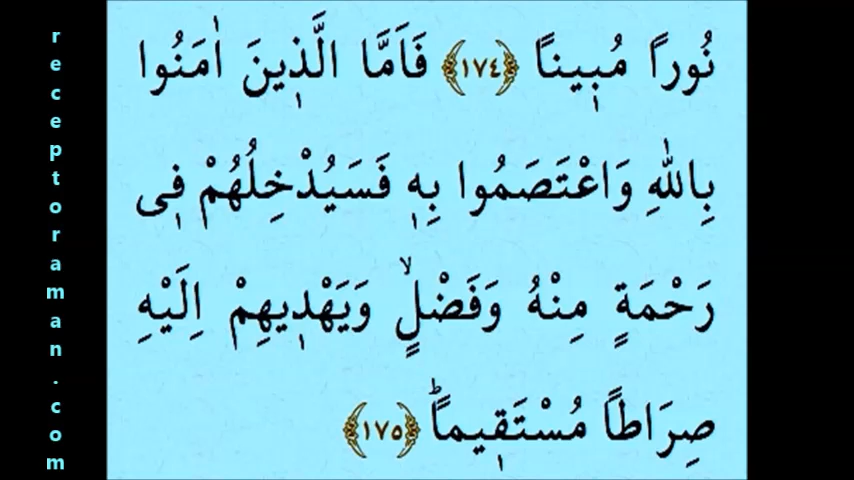 receptoraman.com
نُوراً مُب۪يناً ﴿١٧٤﴾ فَاَمَّا الَّذ۪ينَ اٰمَنُوا
بِاللّٰهِ وَاعْتَصَمُوا بِه۪ فَسَيُدْخِلُهُمْ ف۪ى
رَحْمَةٍ مِنْهُ وَفَضْلٍۙ وَيَهْد۪يهِمْ اِلَيْهِ
صِرَاطاً مُسْتَق۪يماًۜ ﴿١٧٥﴾